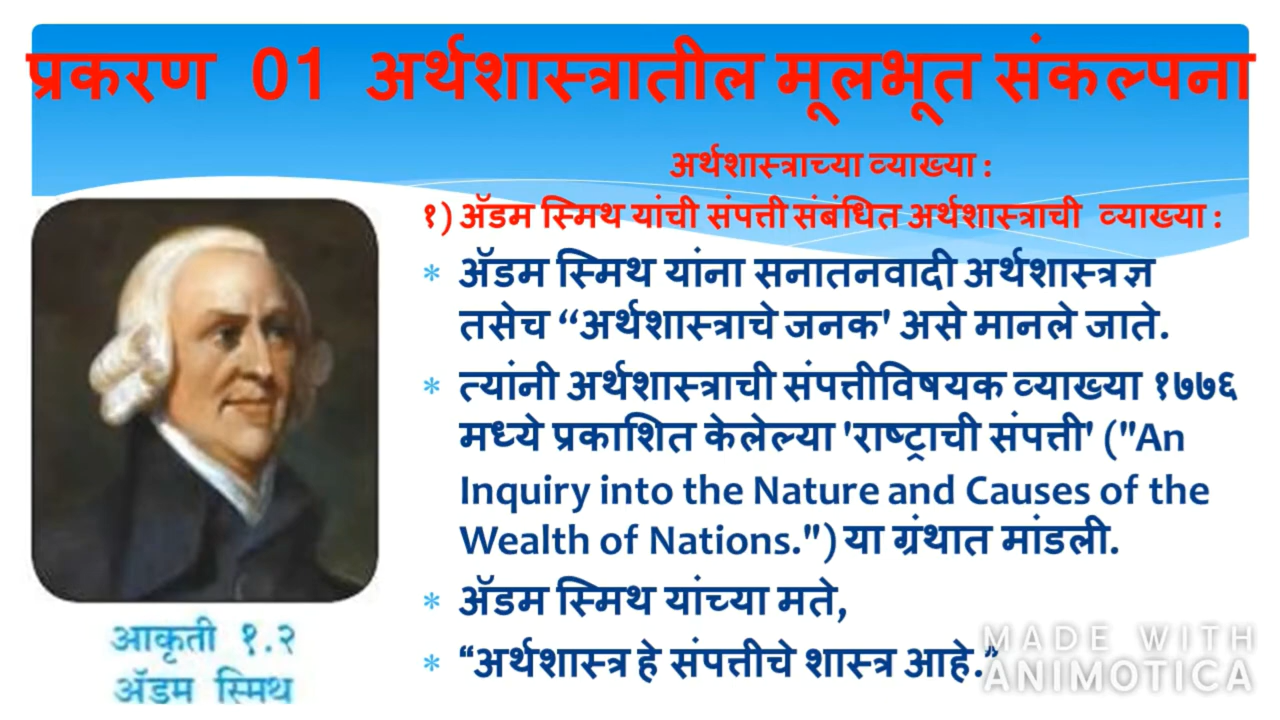 प्रकरण 01 अर्थशास्त्रातील मूलभूत संकल्पना
अर्थशास्त्राच्या व्याख्या :
१) ॲडम स्मिथ यांची संपत्ती संबंधित अर्थशास्त्राची व्याख्या :
* ॲडम स्मिथ यांना सनातनवादी अर्थशास्त्रज्ञ
तसेच “अर्थशास्त्राचे जनक' असे मानले जाते.
* त्यांनी अर्थशास्त्राची संपत्तीविषयक व्याख्या १७७६
मध्ये प्रकाशित केलेल्या 'राष्ट्राची संपत्ती' ("An
Inquiry into the Nature and Causes of the
Wealth of Nations.") या ग्रंथात मांडली.
* ॲडम स्मिथ यांच्या मते,
* “अर्थशास्त्र हे संपत्तीचे शास्त्र आहे.”
आकृती १.२
ॲडम स्मिथ
MADE WITH
ANIMOTICA